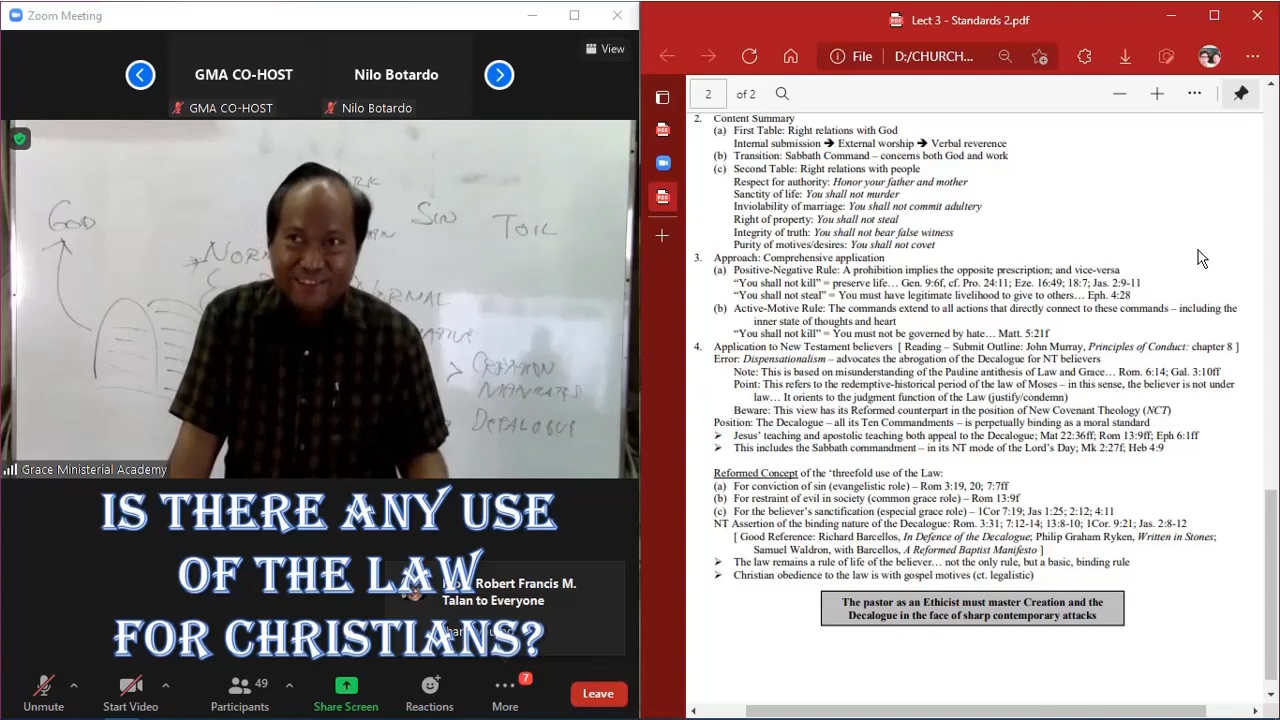 Zoom Meeting
View
GMA CO-HOST
Nilo Botardo
GMA CO-HOST
Nilo Botardo
GOD
SIN
TOIL
Grace Ministerial Academy
IS THERE ANY USE
OF THE LAW
FOR CHRISTIANS?
Robert Francis M.
Talan to Everyone
Unmute
Start Video
49
Participants
Share Screen
Reactions
7
More
Leave
Lect 3 - Standards 2.pdf
File
D:/CHURCH...
2 of 2
2. Content Summary
(a) First Table: Right relations with God
Internal submission ➔ External worship ➔ Verbal reverence
(b) Transition: Sabbath Command – concerns both God and work
(c) Second Table: Right relations with people
Respect for authority: Honor your father and mother
Sanctity of life: You shall not murder
Inviolability of marriage: You shall not commit adultery
Right of property: You shall not steal
Integrity of truth: You shall not bear false witness
Purity of motives/desires: You shall not covet
3. Approach: Comprehensive application
(a) Positive-Negative Rule: A prohibition implies the opposite prescription; and vice-versa
“You shall not kill” = preserve life… Gen. 9:6f, cf. Pro. 24:11; Eze. 16:49; 18:7; Jas. 2:9-11
“You shall not steal” = You must have legitimate livelihood to give to others… Eph. 4:28
(b) Active-Motive Rule: The commands extend to all actions that directly connect to these commands – including the
inner state of thoughts and heart
“You shall not kill” = You must not be governed by hate… Matt. 5:21f
4. Application to New Testament believers [ Reading – Submit Outline: John Murray, Principles of Conduct: chapter 8 ]
Error: Dispensationalism – advocates the abrogation of the Decalogue for NT believers
Note: This is based on misunderstanding of the Pauline antithesis of Law and Grace… Rom. 6:14; Gal. 3:10ff
Point: This refers to the redemptive-historical period of the law of Moses – in this sense, the believer is not under
law… It orients to the judgment function of the Law (justify/condemn)
Beware: This view has its Reformed counterpart in the position of New Covenant Theology (NCT)
Position: The Decalogue – all its Ten Commandments – is perpetually binding as a moral standard
➢ Jesus’ teaching and apostolic teaching both appeal to the Decalogue; Mat 22:36ff; Rom 13:9ff; Eph 6:1ff
➢ This includes the Sabbath commandment – in its NT mode of the Lord’s Day; Mk 2:27f; Heb 4:9
Reformed Concept of the ‘threefold use of the Law:
(a) For conviction of sin (evangelistic role) – Rom 3:19, 20; 7:7ff
(b) For restraint of evil in society (common grace role) – Rom 13:9f
(c) For the believer’s sanctification (especial grace role) – 1Cor 7:19; Jas 1:25; 2:12; 4:11
NT Assertion of the binding nature of the Decalogue: Rom. 3:31; 7:12-14; 13:8-10; 1Cor. 9:21; Jas. 2:8-12
[ Good Reference: Richard Barcellos, In Defence of the Decalogue; Philip Graham Ryken, Written in Stones;
Samuel Waldron, with Barcellos, A Reformed Baptist Manifesto ]
➢ The law remains a rule of life of the believer… not the only rule, but a basic, binding rule
➢ Christian obedience to the law is with gospel motives (ct. legalistic)
The pastor as an Ethicist must master Creation and the
Decalogue in the face of sharp contemporary attacks